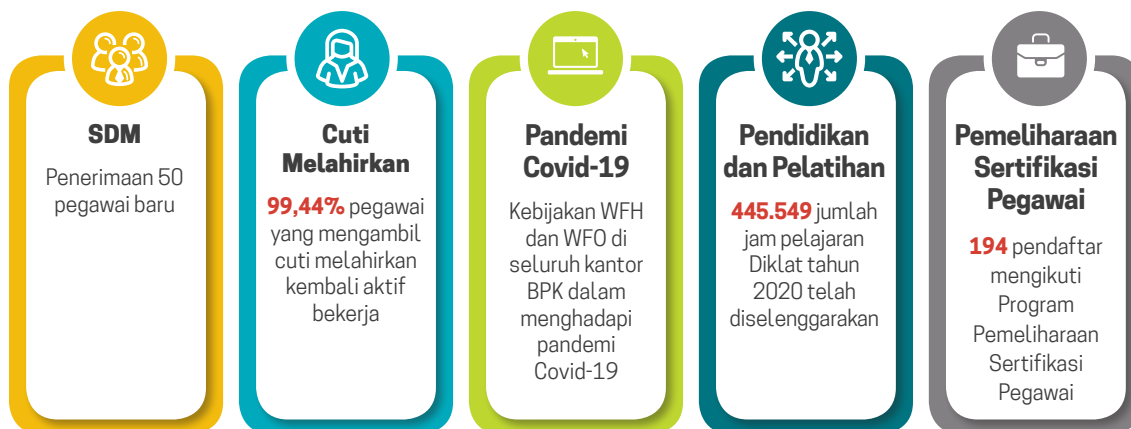 SDM
Penerimaan 50
pegawai baru
Cuti
Melahirkan
99,44% pegawai
yang mengambil
cuti melahirkan
kembali aktif
bekerja
Pandemi
Covid-19
Kebijakan WFH
dan WFO di
seluruh kantor
BPK dalam
menghadapi
pandemi
Covid-19
Pendidikan
dan Pelatihan
445.549 jumlah
jam pelajaran
Diklat tahun
2020 telah
diselenggarakan
Pemeliharaan
Sertifikasi
Pegawai
194 pendaftar
mengikuti
Program
Pemeliharaan
Sertifikasi
Pegawai